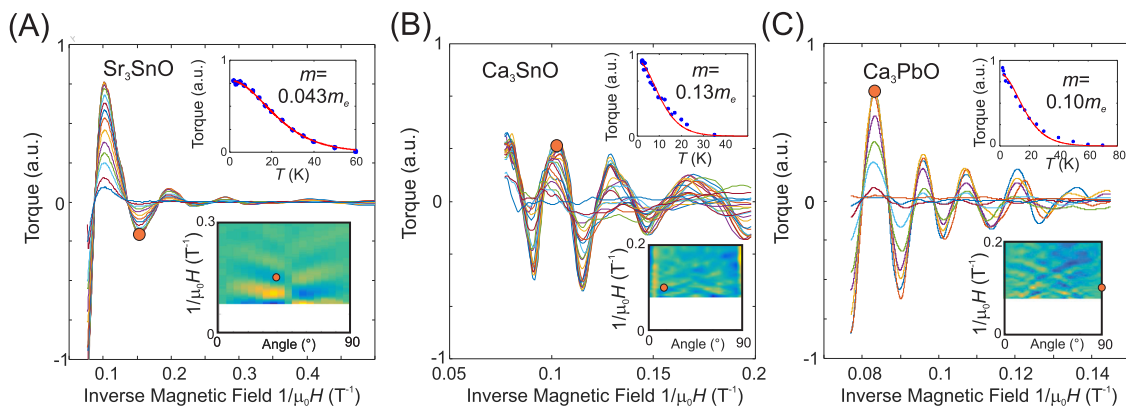 (A)
Sr₃SnO
1
0
-1
Torque (a.u.)
0.1 0.2 0.3 0.4
Inverse Magnetic Field 1/μ₀H (T⁻¹)
m=
0.043mₑ
1
0
Torque (a.u.)
0 20 40 60
T (K)
0.3
0
1/μ₀H (T⁻¹)
0 Angle (°) 90
(B)
Ca₃SnO
1
0
-1
Torque (a.u.)
0.05 0.1 0.15 0.2
Inverse Magnetic Field 1/μ₀H (T⁻¹)
m=
0.13mₑ
1
0
Torque (a.u.)
0 20 40
T (K)
0.2
0
1/μ₀H (T⁻¹)
0 Angle (°) 90
(C)
Ca₃PbO
1
0
-1
Torque (a.u.)
0.08 0.1 0.12 0.14
Inverse Magnetic Field 1/μ₀H (T⁻¹)
m=
0.10mₑ
1
0
Torque (a.u.)
0 20 40 60 80
T (K)
0.2
0
1/μ₀H (T⁻¹)
0 Angle (°) 90